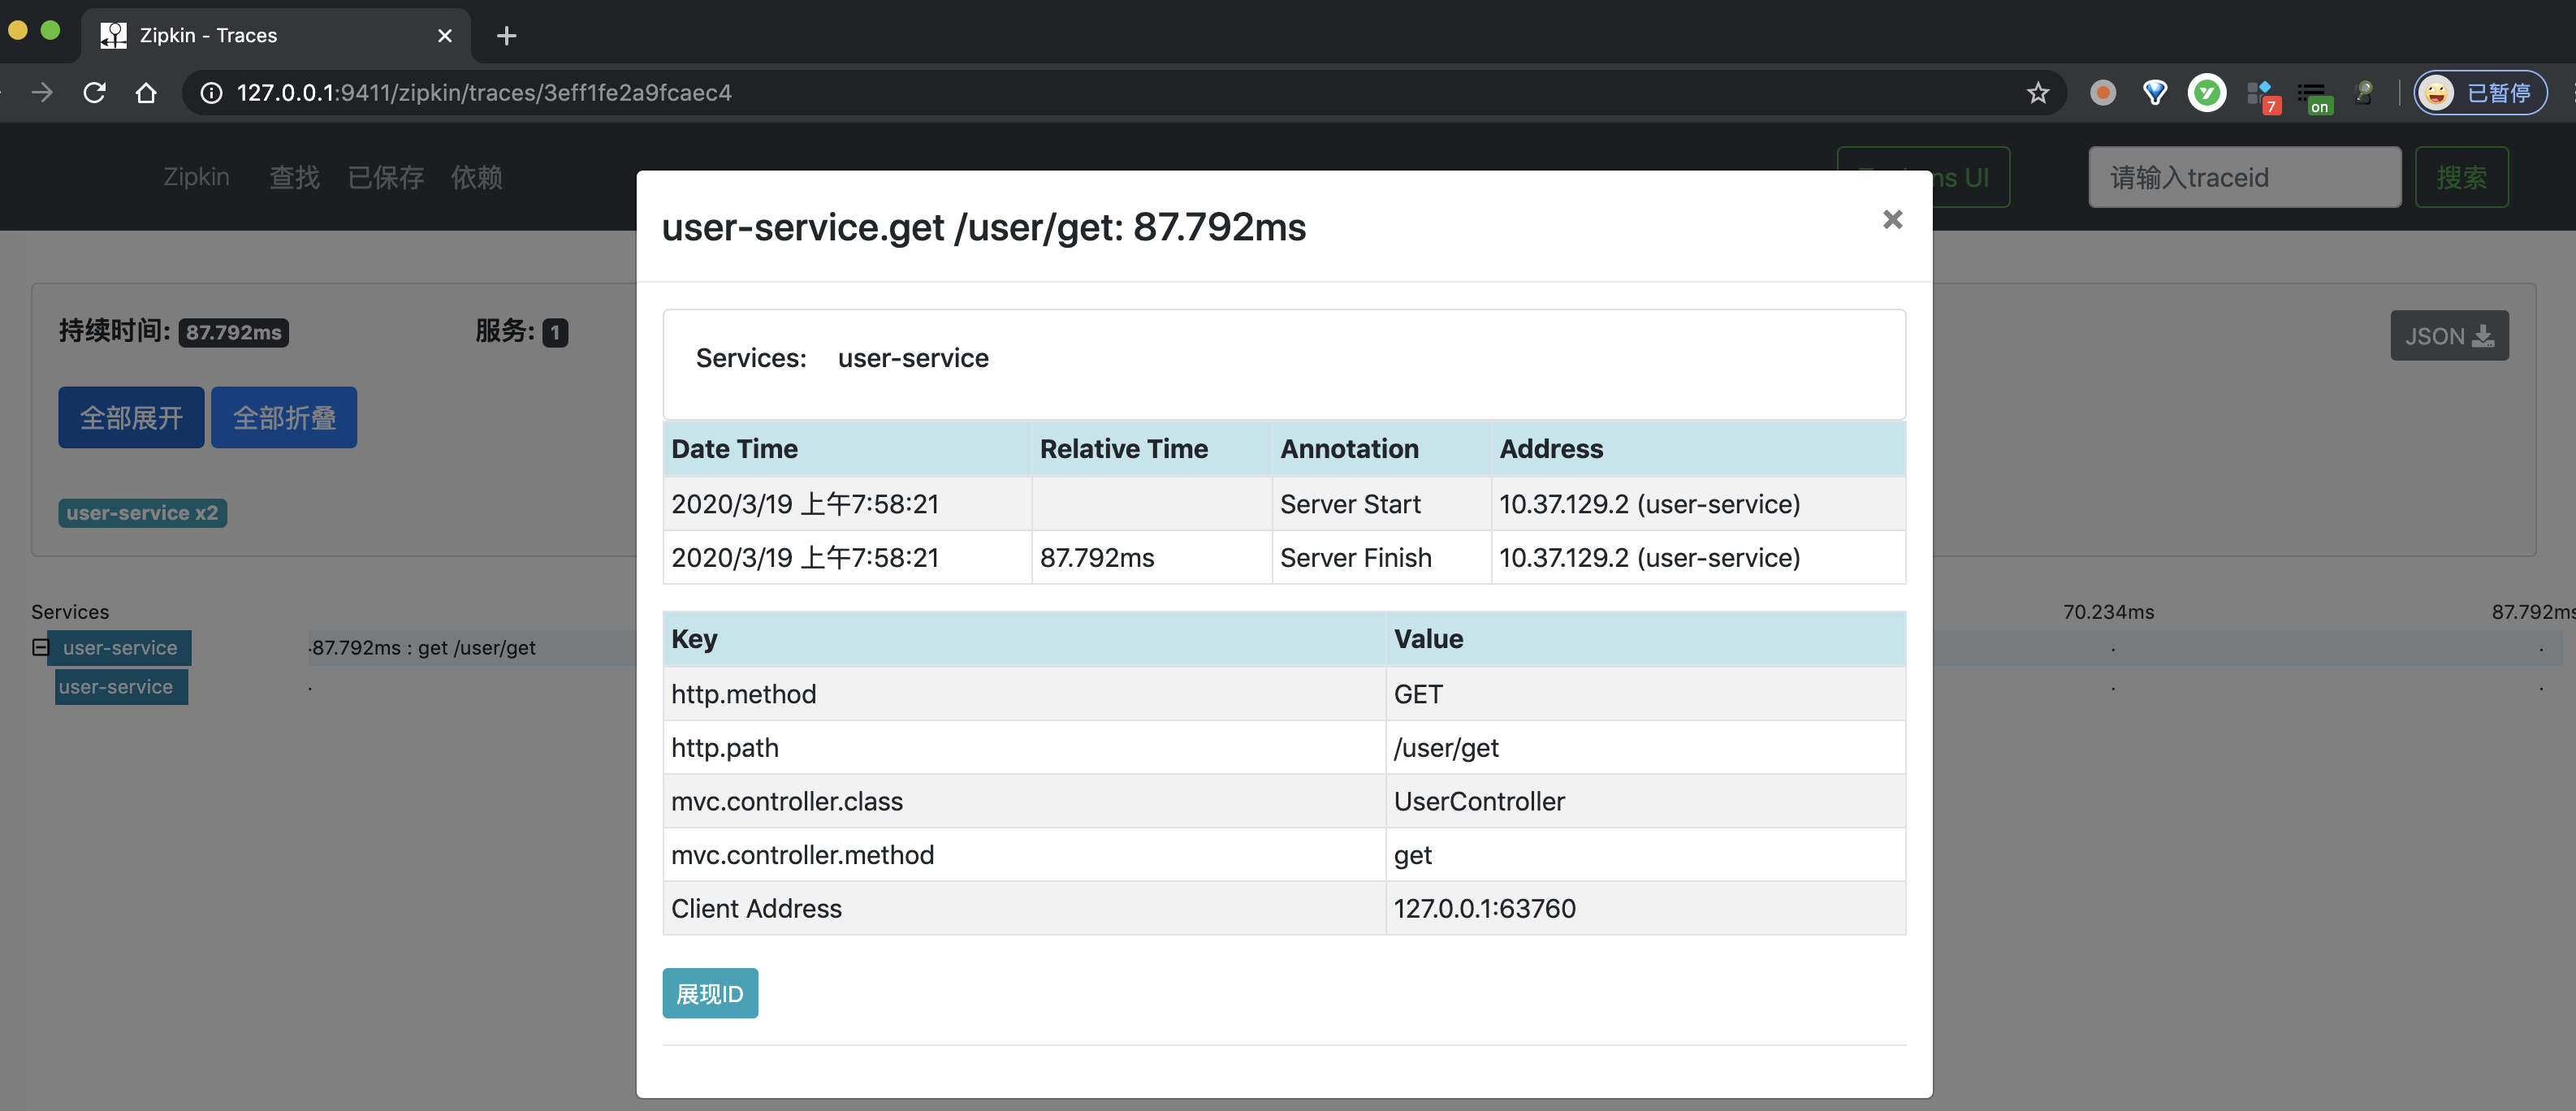 Zipkin - Traces
127.0.0.1:9411/zipkin/traces/3eff1fe2a9fcaec4
7
on
已暂停
Zipkin 查找 已保存 依赖
ns UI
请输入traceid
搜索
user-service.get /user/get: 87.792ms
持续时间: 87.792ms 服务: 1
JSON
全部展开 全部折叠
user-service x2
Services: user-service
Date Time Relative Time Annotation Address
2020/3/19 上午7:58:21 Server Start 10.37.129.2 (user-service)
2020/3/19 上午7:58:21 87.792ms Server Finish 10.37.129.2 (user-service)
Services 70.234ms 87.792ms
user-service .87.792ms : get /user/get . .
user-service . . .
Key Value
http.method GET
http.path /user/get
mvc.controller.class UserController
mvc.controller.method get
Client Address 127.0.0.1:63760
展现ID